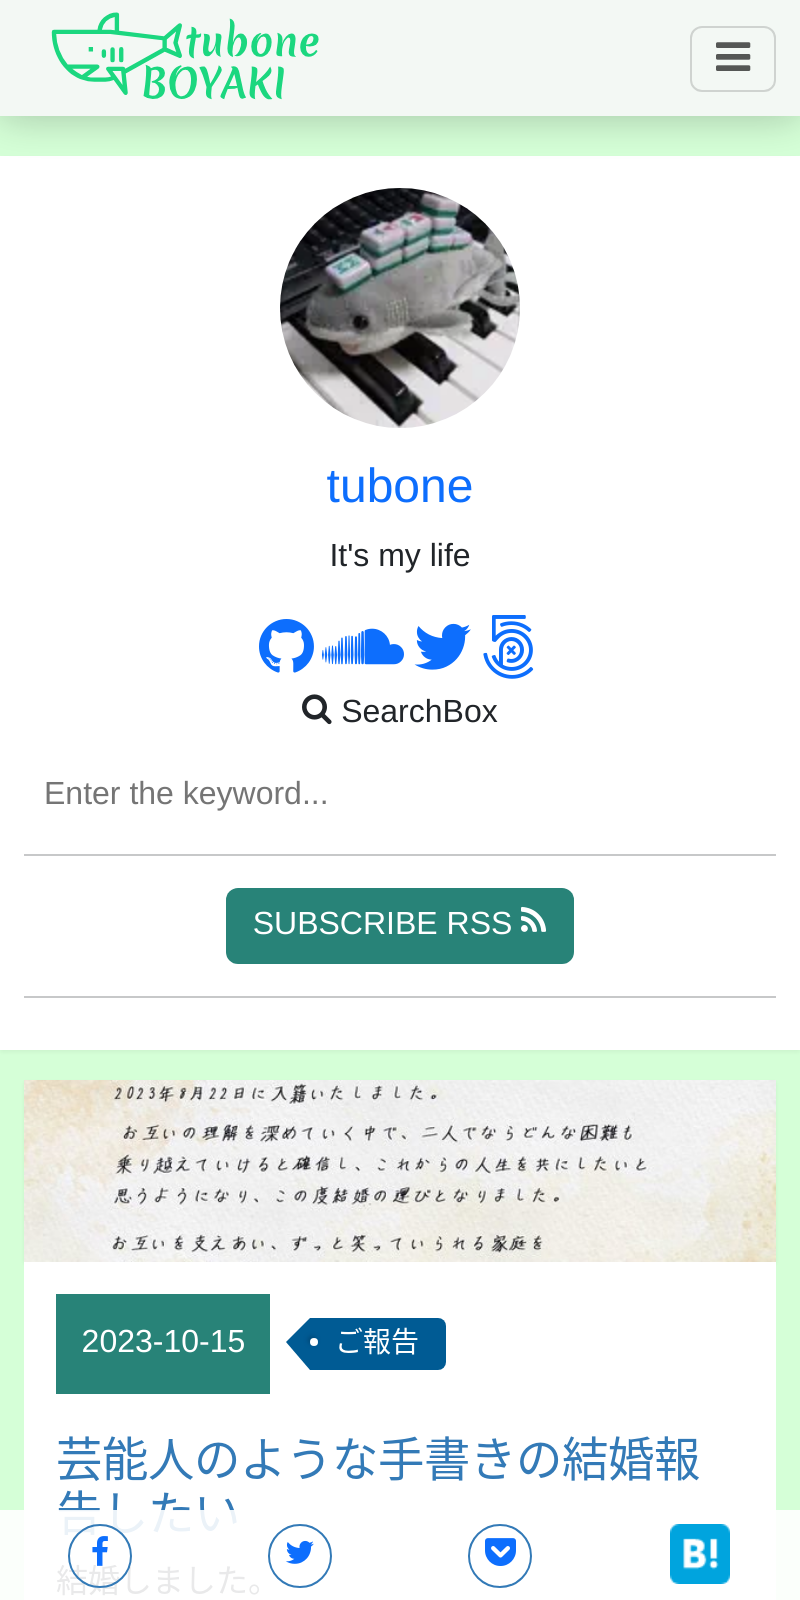 tubone
BOYAKI
tubone
It's my life
SearchBox
Enter the keyword...
SUBSCRIBE RSS
2023年8月22日に入籍いたしました。
お互いの理解を深めていく中で、二人でならどんな困難も
乗り越えていけると確信し、これからの人生を共にしたいと
思うようになり、この度結婚の運びとなりました。
お互いを支えあい、ずっと笑っていられる家庭を
2023-10-15
ご報告
芸能人のような手書きの結婚報
告したい
結婚しました。
B!